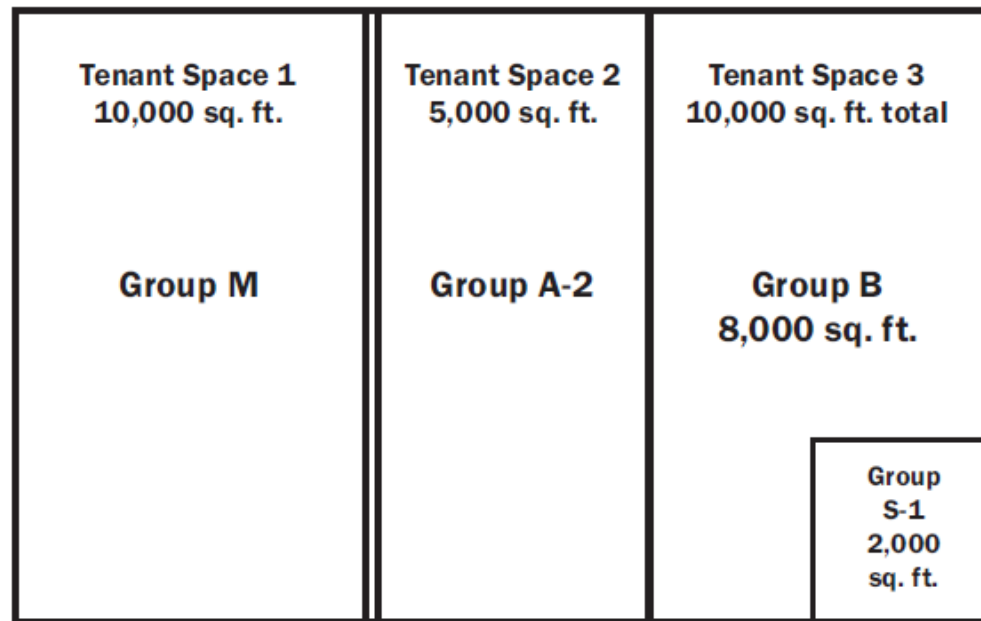 Tenant Space 1
10,000 sq. ft.
Group M
Tenant Space 2
5,000 sq. ft.
Group A-2
Tenant Space 3
10,000 sq. ft. total
Group B
8,000 sq. ft.
Group
S-1
2,000
sq. ft.